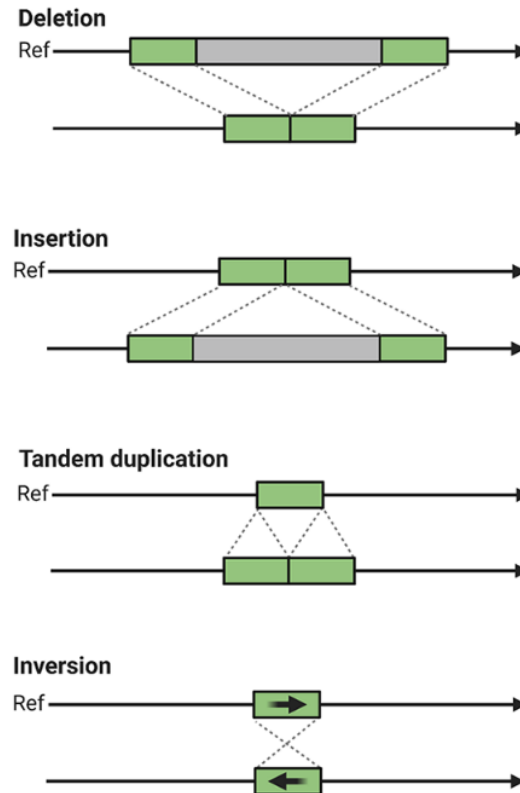 Deletion
Ref
Insertion
Ref
Tandem duplication
Ref
Inversion
Ref